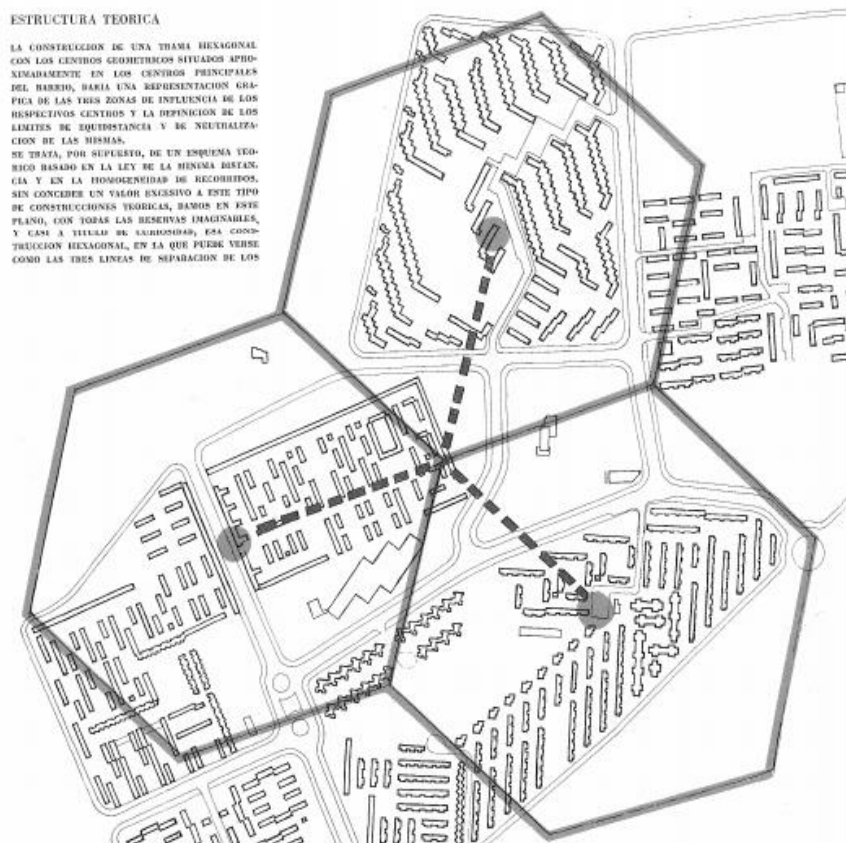 ESTRUCTURA TEORICA
LA CONSTRUCCION DE UNA TRAMA HEXAGONAL
CON LOS CENTROS GEOMETRICOS SITUADOS APRO-
XIMADAMENTE EN LOS CENTROS PRINCIPALES
DEL BARRIO, DARIA UNA REPRESENTACION GRA-
FICA DE LAS TRES ZONAS DE INFLUENCIA DE LOS
RESPECTIVOS CENTROS Y LA DEFINICION DE LOS
LIMITES DE EQUIDISTANCIA Y DE NEUTRALIZA-
CION DE LAS MISMAS.
SE TRATA, POR SUPUESTO, DE UN ESQUEMA TEO-
RICO BASADO EN LA LEY DE LA MINIMA DISTAN-
CIA Y EN LA HOMOGENEIDAD DE RECORRIDOS.
SIN CONCEDER UN VALOR EXCESIVO A ESTE TIPO
DE CONSTRUCCIONES TEORICAS, DAMOS EN ESTE
PLANO, CON TODAS LAS RESERVAS IMAGINABLES,
Y CASI A TITULO DE CURIOSIDAD, ESA CONS-
TRUCCION HEXAGONAL, EN LA QUE PUEDE VERSE
COMO LAS TRES LINEAS DE SEPARACION DE LOS